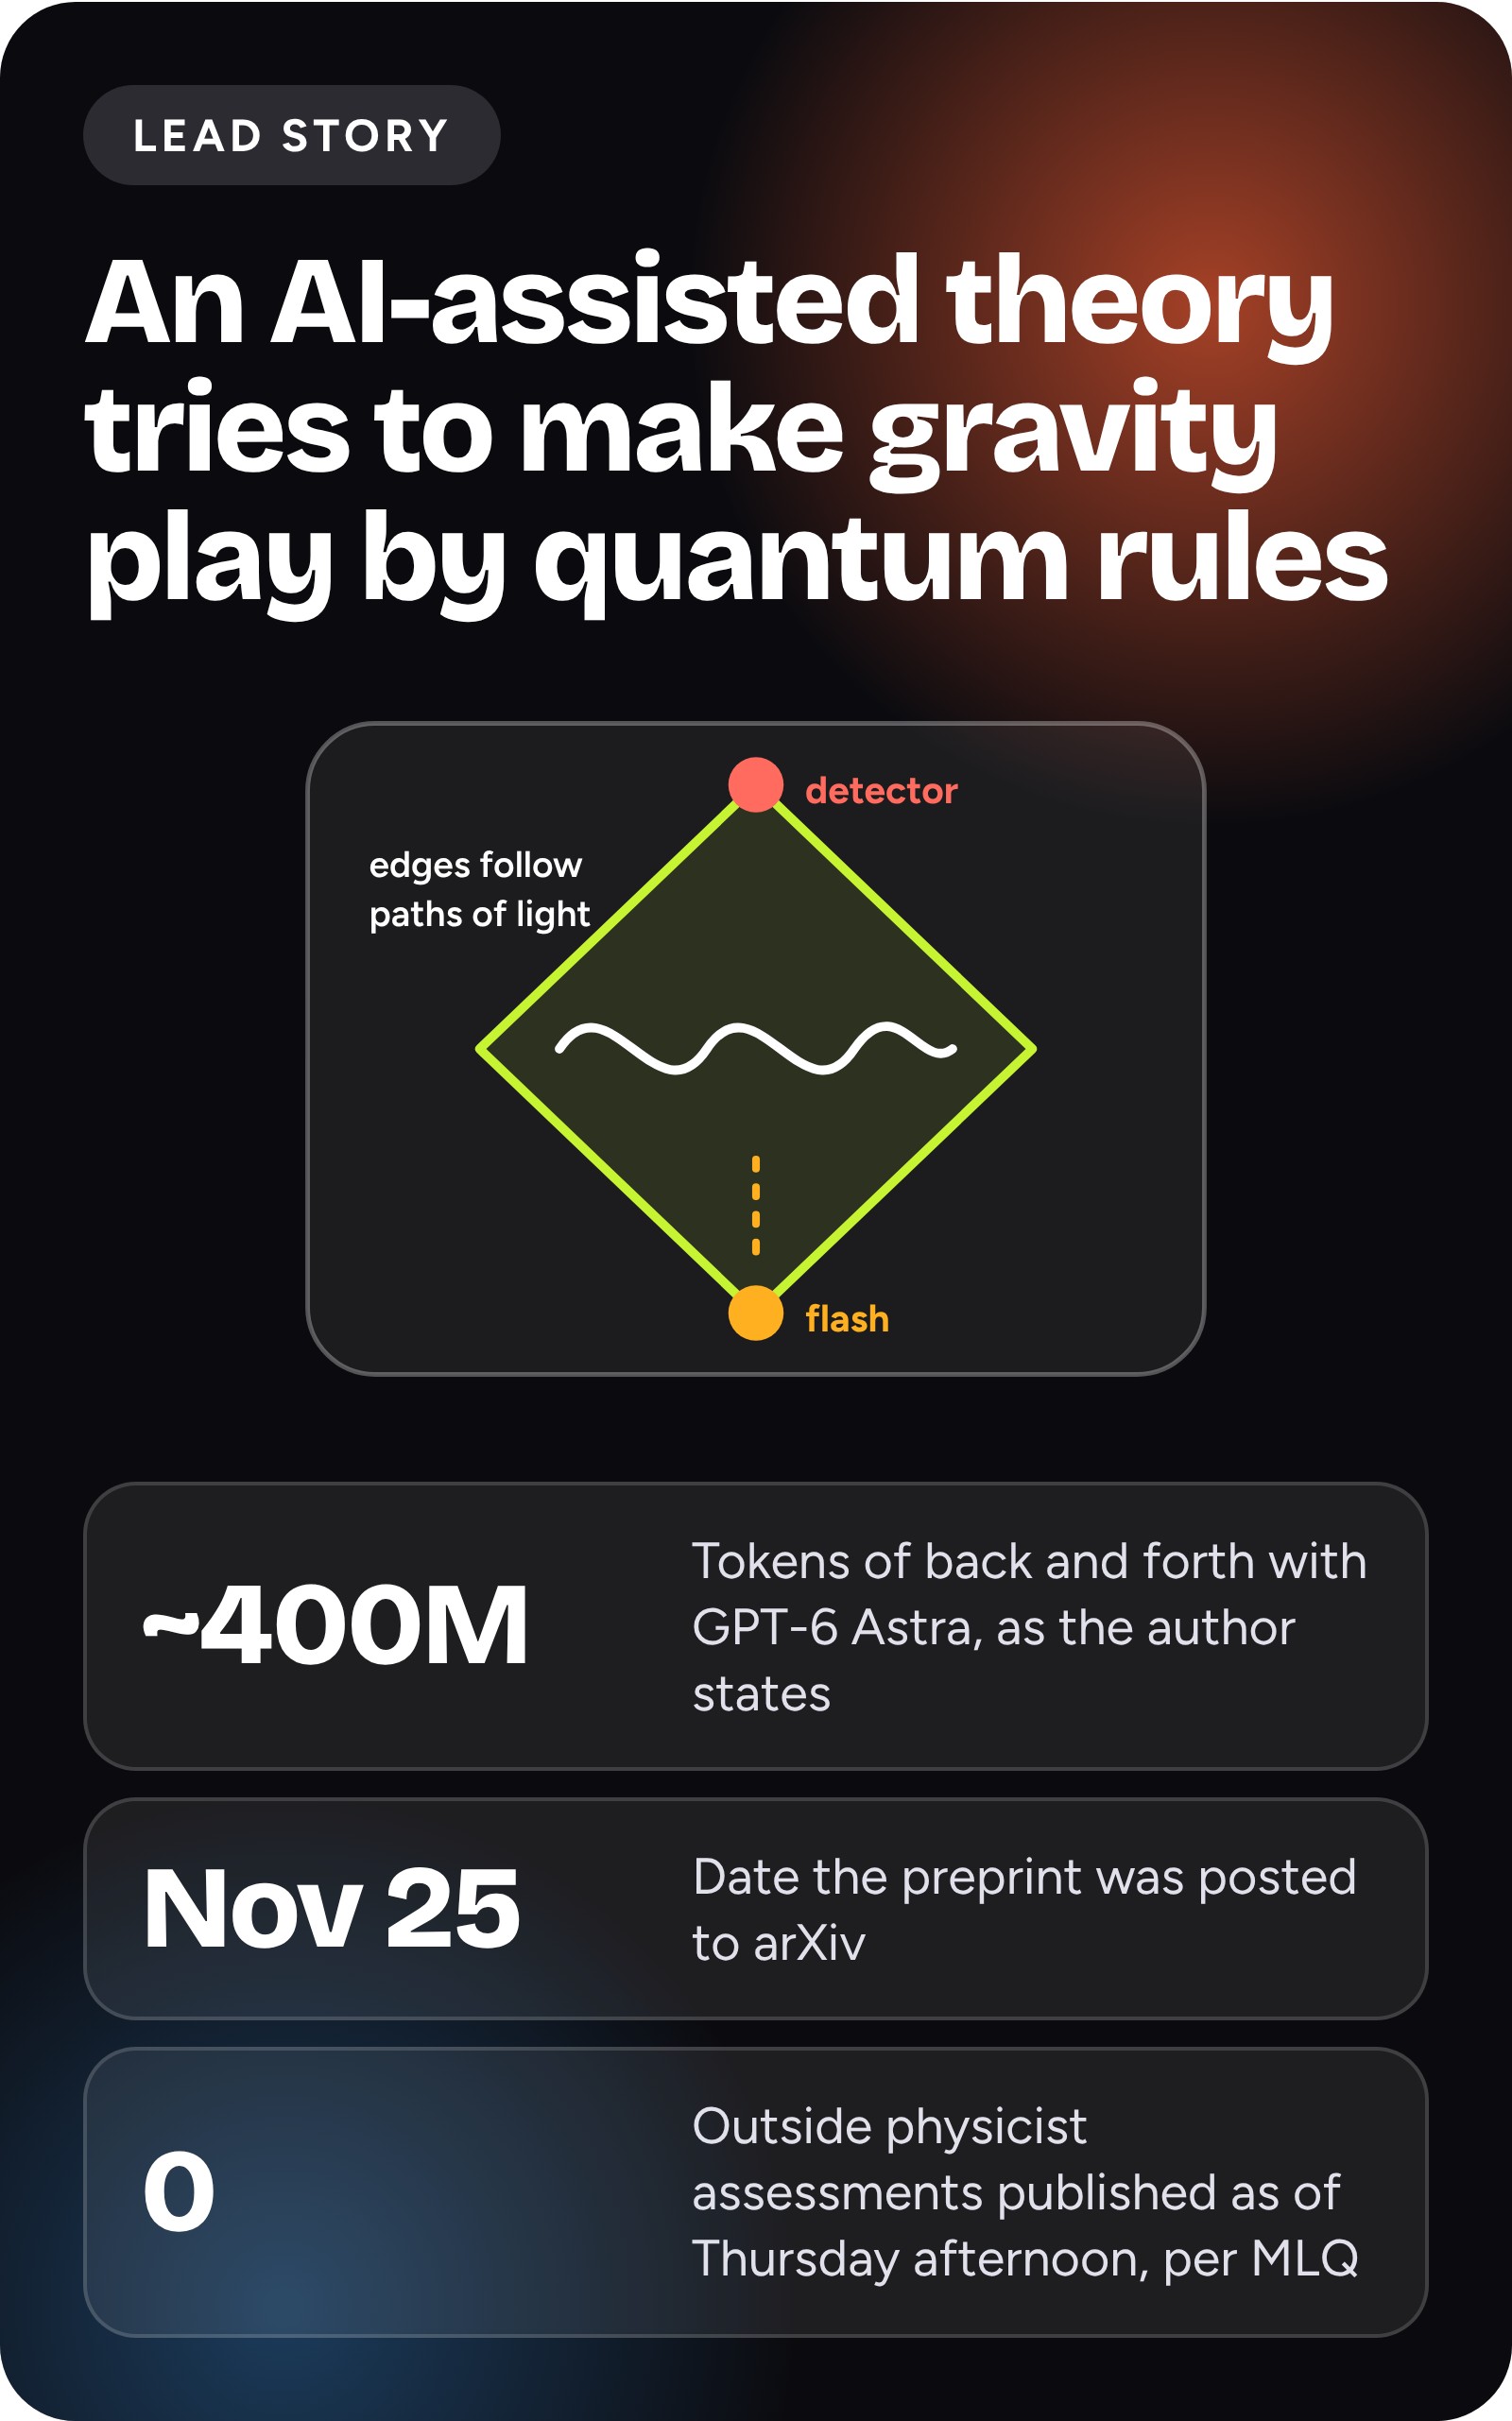 LEAD STORY
An AI-assisted theory
tries to make gravity
play by quantum rules
detector
edges follow
paths of light
flash
~400M
Tokens of back and forth with
GPT-6 Astra, as the author
states
Nov 25
Date the preprint was posted
to arXiv
0
Outside physicist
assessments published as of
Thursday afternoon, per MLQ